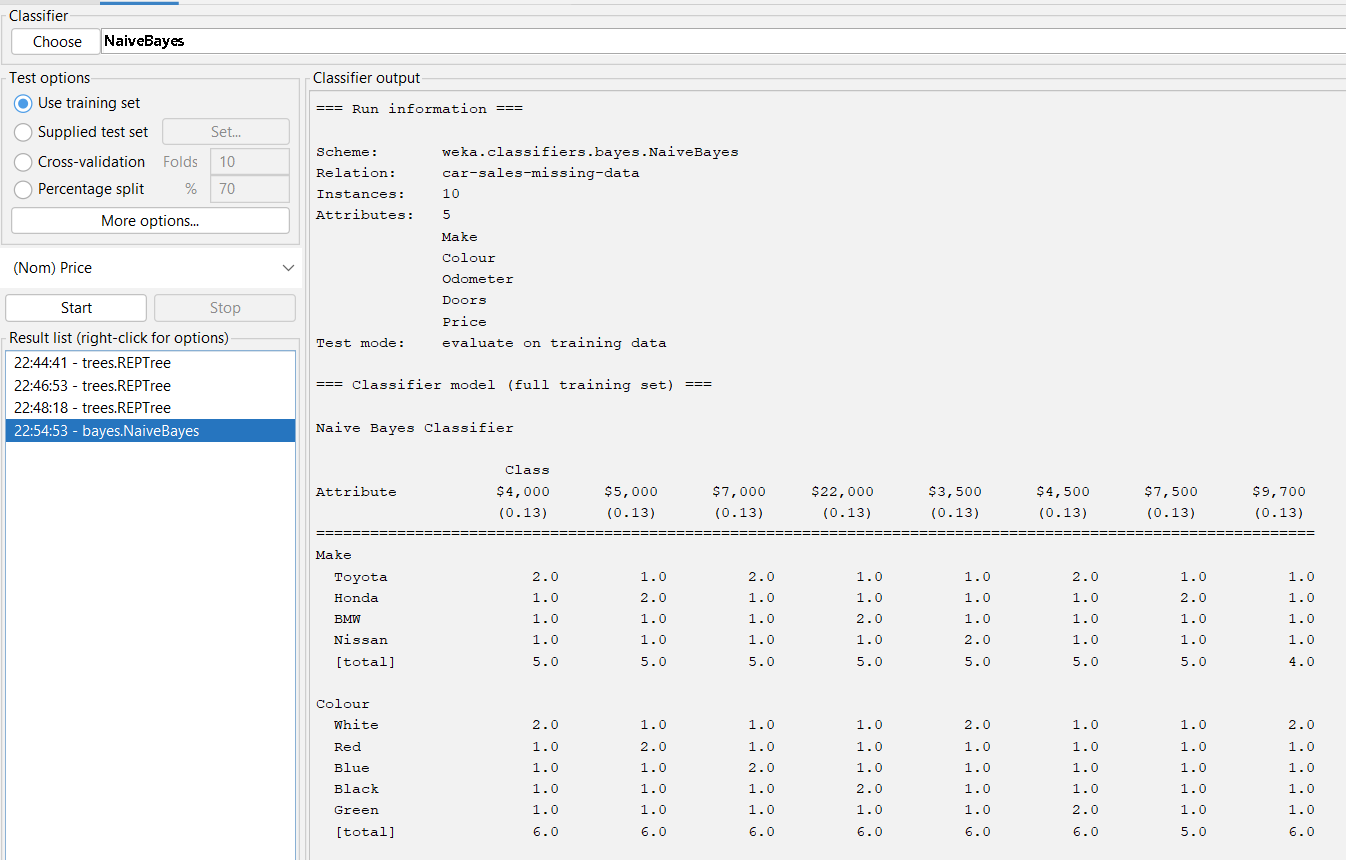 Classifier
Choose NaiveBayes
Test options
Use training set
Supplied test set Set...
Cross-validation Folds 10
Percentage split % 70
More options...
(Nom) Price
Start Stop
Result list (right-click for options)
22:44:41 - trees.REPTree
22:46:53 - trees.REPTree
22:48:18 - trees.REPTree
22:54:53 - bayes.NaiveBayes
Classifier output
=== Run information ===
Scheme: weka.classifiers.bayes.NaiveBayes
Relation: car-sales-missing-data
Instances: 10
Attributes: 5
Make
Colour
Odometer
Doors
Price
Test mode: evaluate on training data
=== Classifier model (full training set) ===
Naive Bayes Classifier
Class
Attribute $4,000 $5,000 $7,000 $22,000 $3,500 $4,500 $7,500 $9,700
(0.13) (0.13) (0.13) (0.13) (0.13) (0.13) (0.13) (0.13)
===============================================================================================================
Make
Toyota 2.0 1.0 2.0 1.0 1.0 2.0 1.0 1.0
Honda 1.0 2.0 1.0 1.0 1.0 1.0 2.0 1.0
BMW 1.0 1.0 1.0 2.0 1.0 1.0 1.0 1.0
Nissan 1.0 1.0 1.0 1.0 2.0 1.0 1.0 1.0
[total] 5.0 5.0 5.0 5.0 5.0 5.0 5.0 4.0
Colour
White 2.0 1.0 1.0 1.0 2.0 1.0 1.0 2.0
Red 1.0 2.0 1.0 1.0 1.0 1.0 1.0 1.0
Blue 1.0 1.0 2.0 1.0 1.0 1.0 1.0 1.0
Black 1.0 1.0 1.0 2.0 1.0 1.0 1.0 1.0
Green 1.0 1.0 1.0 1.0 1.0 2.0 1.0 1.0
[total] 6.0 6.0 6.0 6.0 6.0 6.0 5.0 6.0